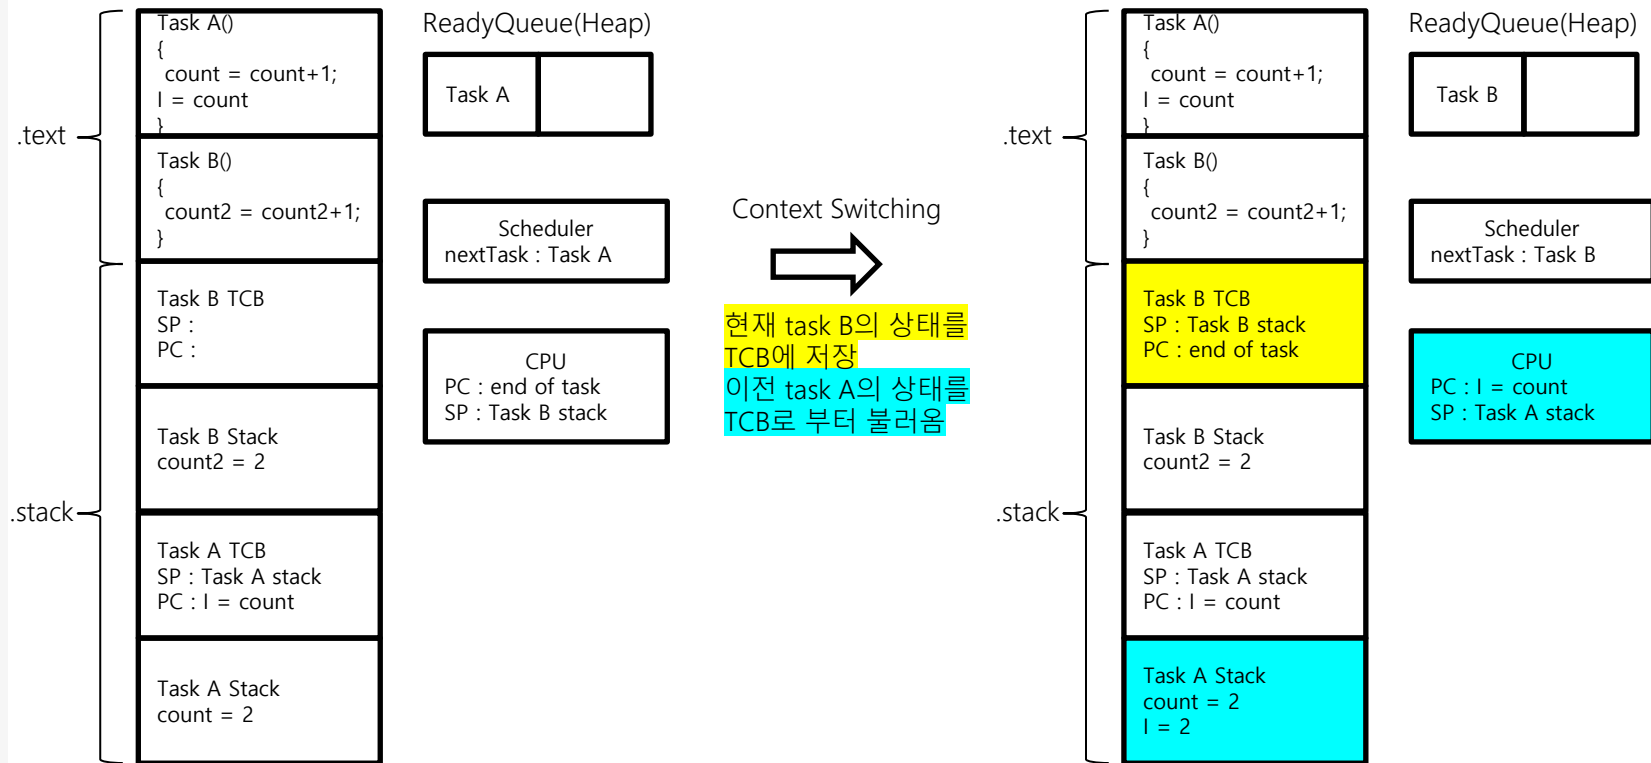 Task A()
{
count = count+1;
I = count
}
Task B()
{
count2 = count2+1;
}
Task B TCB
SP :
PC :
Task B Stack
count2 = 2
Task A TCB
SP : Task A stack
PC : I = count
Task A Stack
count = 2
.text
.stack
ReadyQueue(Heap)
Task A
Scheduler
nextTask : Task A
CPU
PC : end of task
SP : Task B stack
Context Switching
현재 task B의 상태를
TCB에 저장
이전 task A의 상태를
TCB로 부터 불러옴
.text
.stack
Task A()
{
count = count+1;
I = count
}
Task B()
{
count2 = count2+1;
}
Task B TCB
SP : Task B stack
PC : end of task
Task B Stack
count2 = 2
Task A TCB
SP : Task A stack
PC : I = count
Task A Stack
count = 2
I = 2
ReadyQueue(Heap)
Task B
Scheduler
nextTask : Task B
CPU
PC : I = count
SP : Task A stack